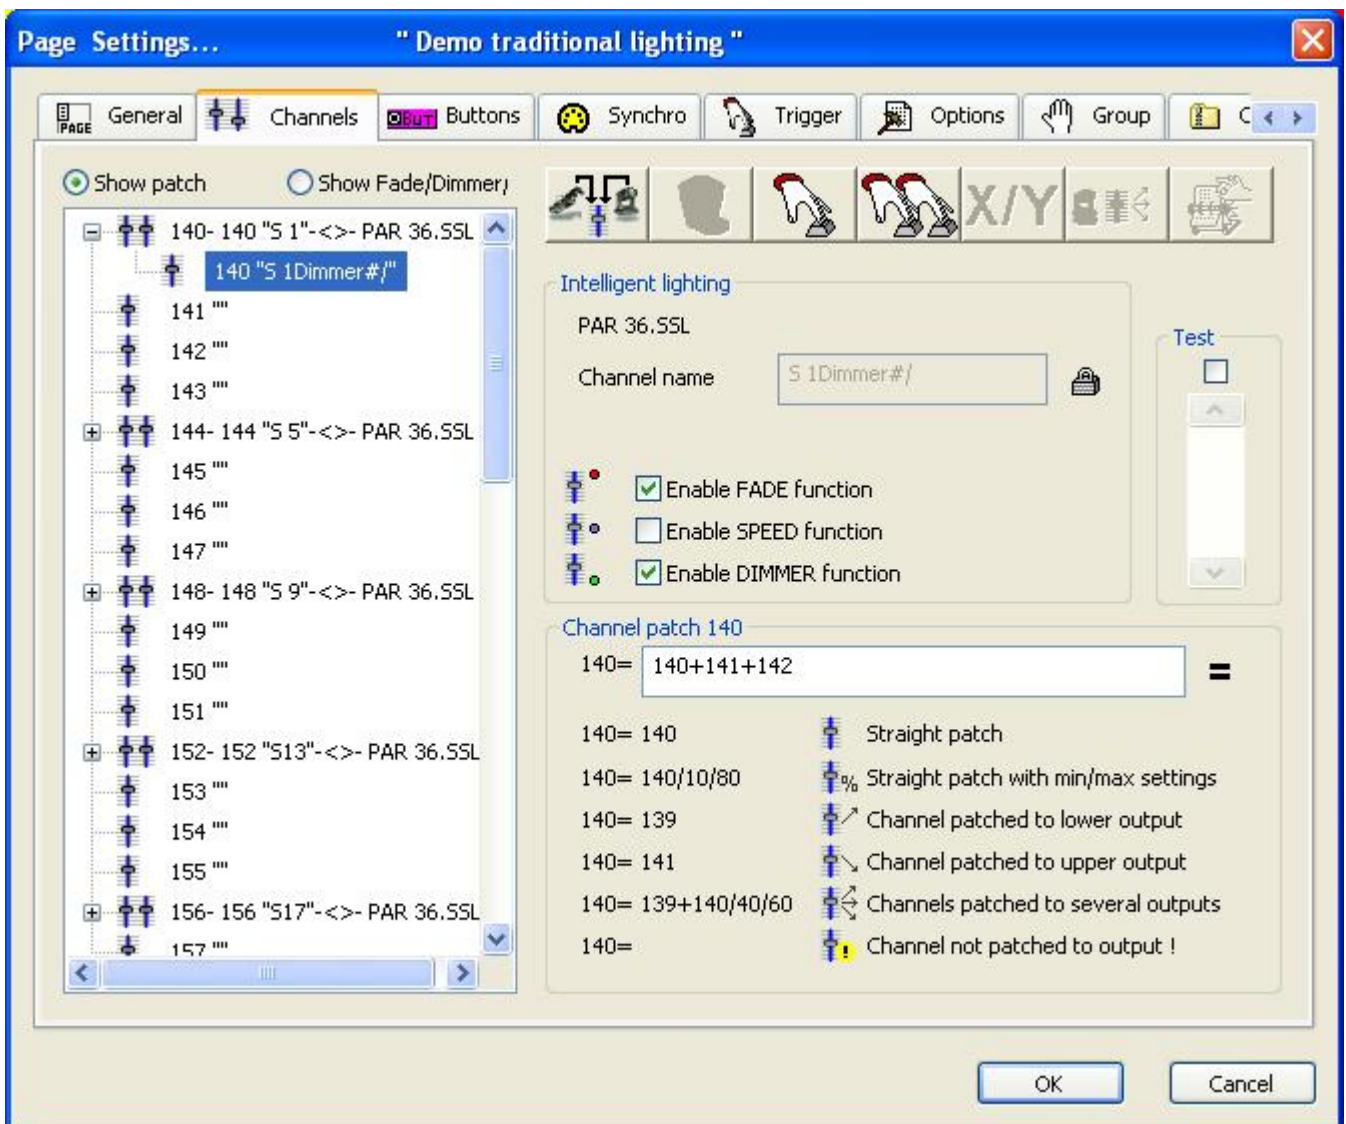 Page Settings... " Demo traditional lighting "
PAGE General Channels BUT Buttons Synchro Trigger Options Group
Show patch Show Fade/Dimmer/
140- 140 "S 1"-<>- PAR 36.SSL
140 "S 1Dimmer#/"
141 ""
142 ""
143 ""
144- 144 "S 5"-<>- PAR 36.SSL
145 ""
146 ""
147 ""
148- 148 "S 9"-<>- PAR 36.SSL
149 ""
150 ""
151 ""
152- 152 "S13"-<>- PAR 36.SSL
153 ""
154 ""
155 ""
156- 156 "S17"-<>- PAR 36.SSL
157 ""
X/Y
Intelligent lighting
PAR 36.SSL
Channel name S 1Dimmer#/
Enable FADE function
Enable SPEED function
Enable DIMMER function
Test
Channel patch 140
140= 140+141+142 =
140= 140 Straight patch
140= 140/10/80 % Straight patch with min/max settings
140= 139 Channel patched to lower output
140= 141 Channel patched to upper output
140= 139+140/40/60 Channels patched to several outputs
140= ! Channel not patched to output !
OK Cancel